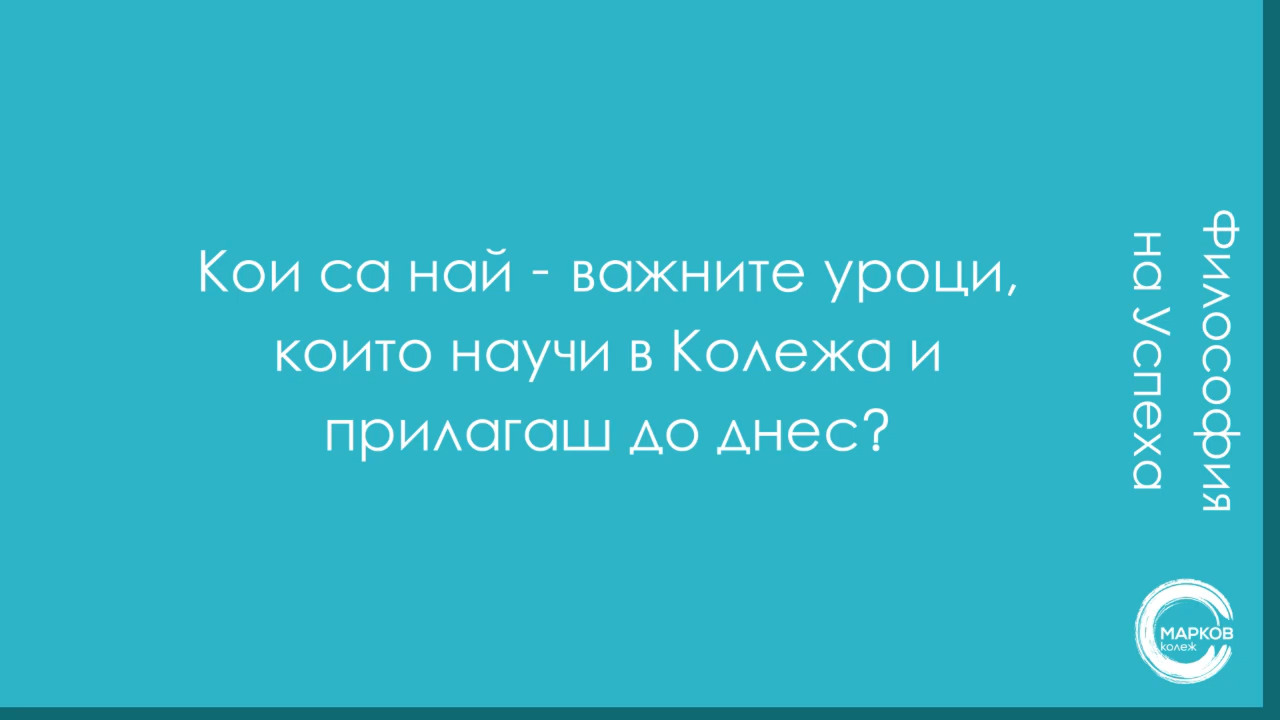 Кои са най - важните уроци,
които научи в Колежа и
прилагаш до днес?
Философия
на Успеха
МАРКОВ
колеж